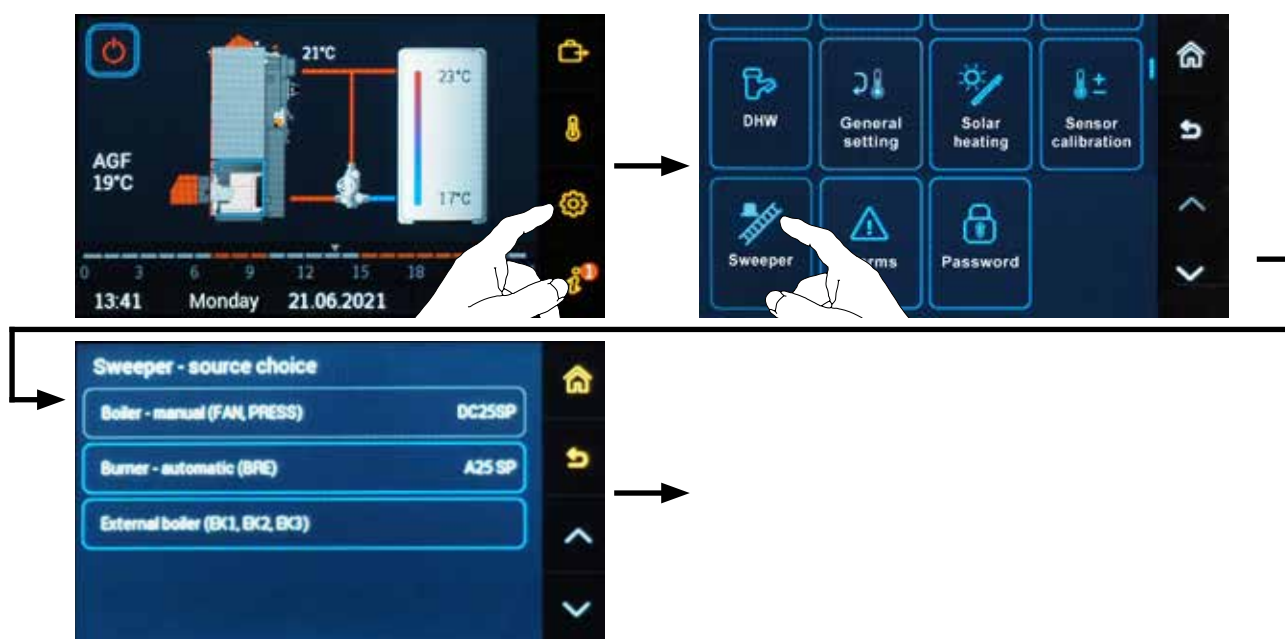 21°C
23°C
AGF
19°C
17°C
0 3 6 9 12 15 18
1
13:41 Monday 21.06.2021
DHW
General setting
Solar heating
Sensor calibration
Sweeper
Password
Sweeper - source choice
Boiler - manual (FAN, PRESS) DC25SP
Burner - automatic (BRE) A25 SP
External boiler (EK1, EK2, EK3)